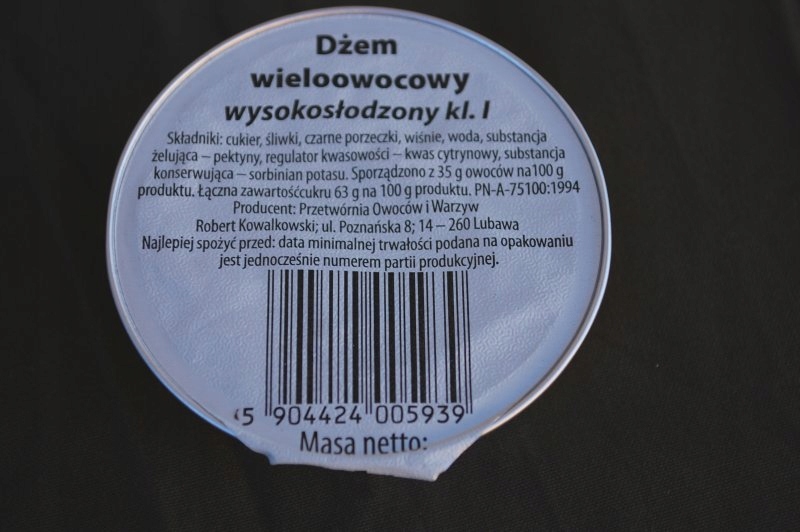 Dżem
wieloowocowy
wysokosłodzony kl. I
Składniki: cukier, śliwki, czarne porzeczki, wiśnie, woda, substancja
żelująca – pektyny, regulator kwasowości – kwas cytrynowy, substancja
konserwująca – sorbinian potasu. Sporządzono z 35 g owoców na100 g
produktu. Łączna zawartośćcukru 63 g na 100 g produktu. PN-A-75100:1994
Producent: Przetwórnia Owoców i Warzyw
Robert Kowalkowski; ul. Poznańska 8; 14 – 260 Lubawa
Najlepiej spożyć przed: data minimalnej trwałości podana na opakowaniu
jest jednocześnie numerem partii produkcyjnej.
5 904424 005939
Masa netto: